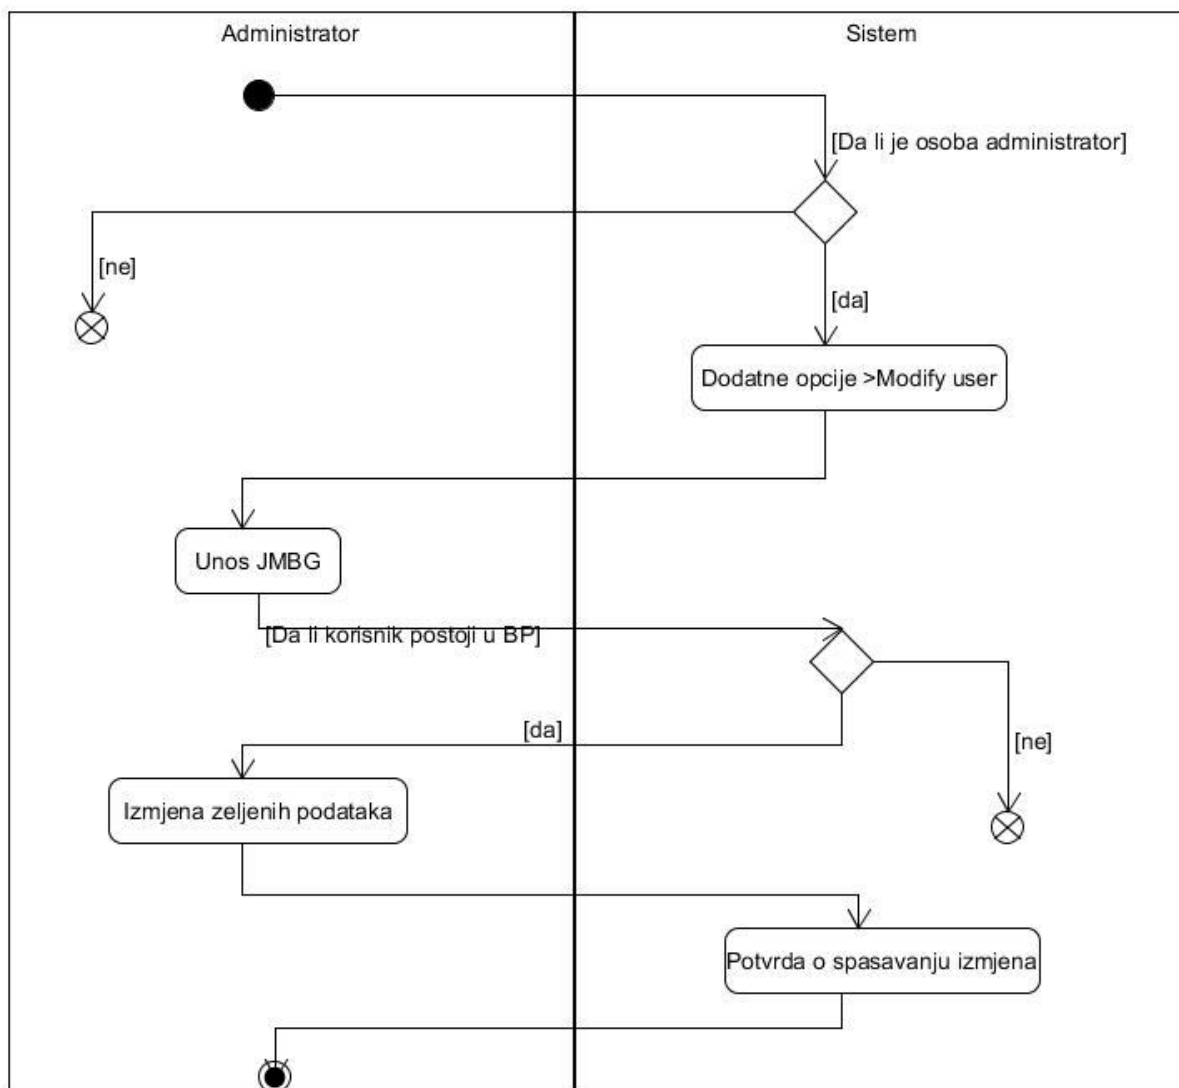 Administrator
Sistem
[Da li je osoba administrator]
[ne]
[da]
Dodatne opcije >Modify user
Unos JMBG
[Da li korisnik postoji u BP]
[da]
[ne]
Izmjena zeljenih podataka
Potvrda o spasavanju izmjena